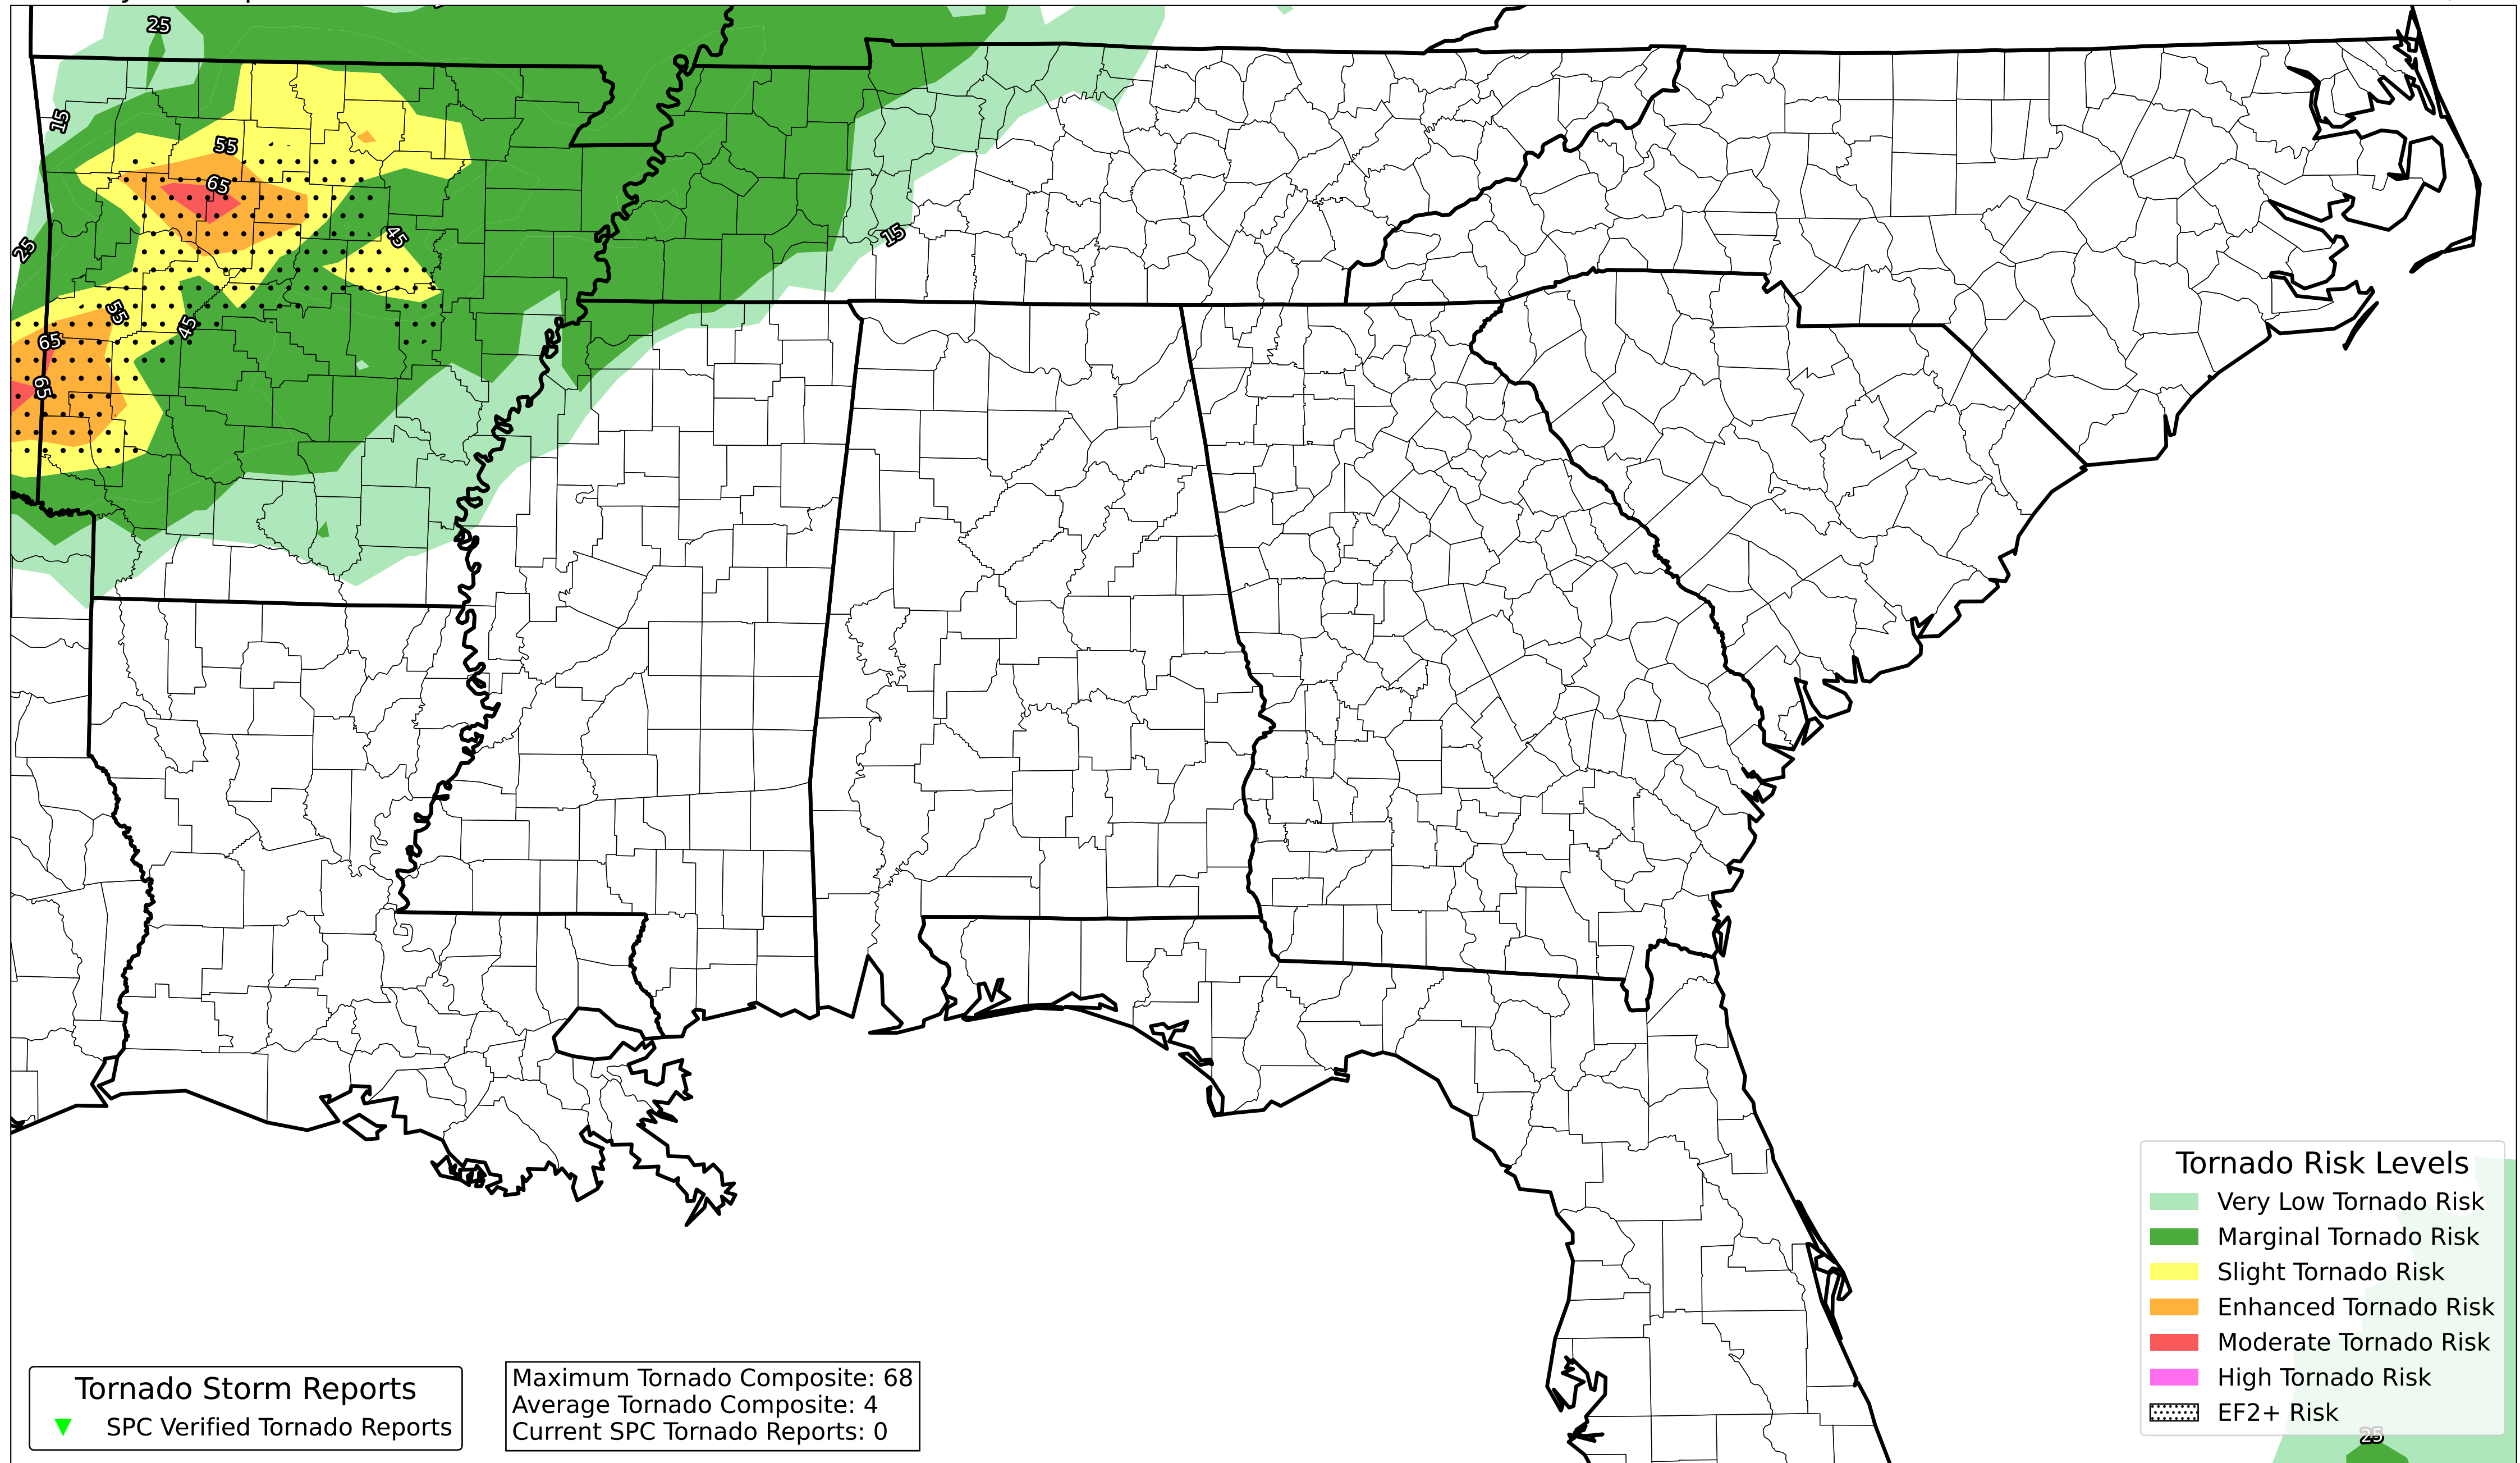 25
15
55
65
45
25
15
55
45
65
65
Tornado Risk Levels
Very Low Tornado Risk
Marginal Tornado Risk
Slight Tornado Risk
Enhanced Tornado Risk
Moderate Tornado Risk
High Tornado Risk
EF2+ Risk
25
Tornado Storm Reports
SPC Verified Tornado Reports
Maximum Tornado Composite: 68
Average Tornado Composite: 4
Current SPC Tornado Reports: 0